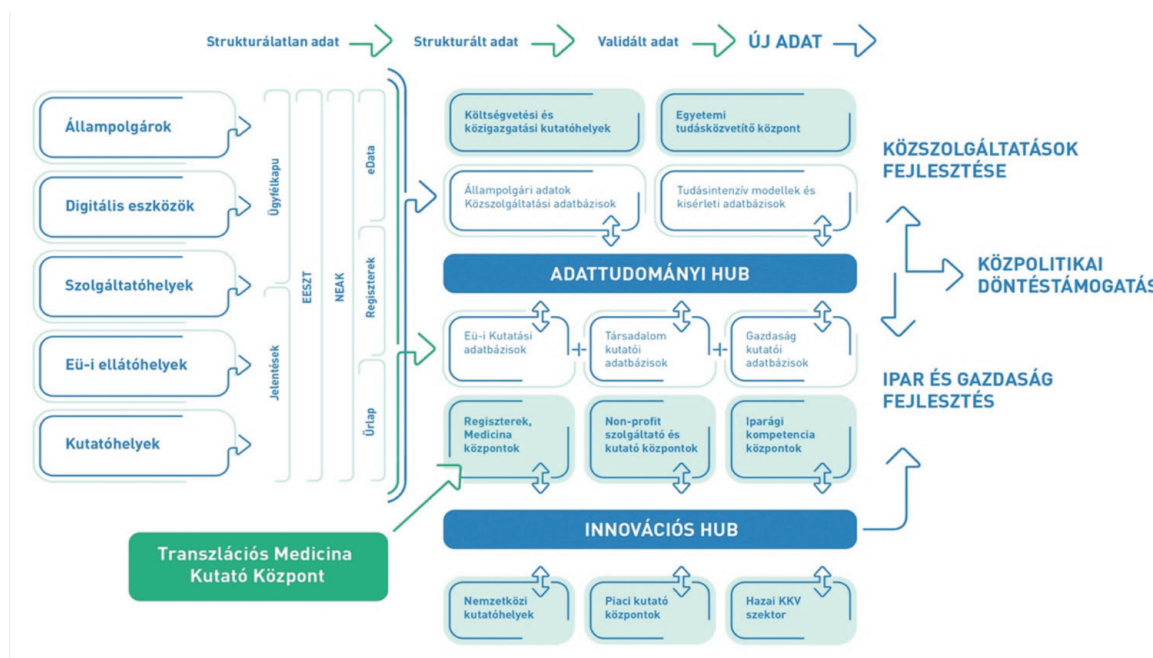 Strukturálatlan adat
Strukturált adat
Validált adat
ÚJ ADAT
Állampolgárok
Digitális eszközök
Szolgáltatóhelyek
Eü-i ellátóhelyek
Kutatóhelyek
Ügyfélkapu
Jelentések
EESZT
NEAK
eData
Regiszterek
Űrlap
Költségvetési és
közigazgatási kutatóhelyek
Egyetemi
tudásközvetítő központ
Állampolgári adatok
Közszolgáltatási adatbázisok
Tudásintenzív modellek és
kisérleti adatbázisok
ADATTUDOMÁNYI HUB
Eü-i Kutatási
adatbázisok
+
Társadalom
kutatói
adatbázisok
+
Gazdaság
kutatói
adatbázisok
Regiszterek,
Medicina
központok
Non-profit
szolgáltató és
kutató központok
Iparági
kompetencia
központok
INNOVÁCIÓS HUB
Nemzetközi
kutatóhelyek
Piaci kutató
központok
Hazai KKV
szektor
Transzlációs Medicina
Kutató Központ
KÖZSZOLGÁLTATÁSOK
FEJLESZTÉSE
KÖZPOLITIKAI
DÖNTÉSTÁMOGATÁS
IPAR ÉS GAZDASÁG
FEJLESZTÉS